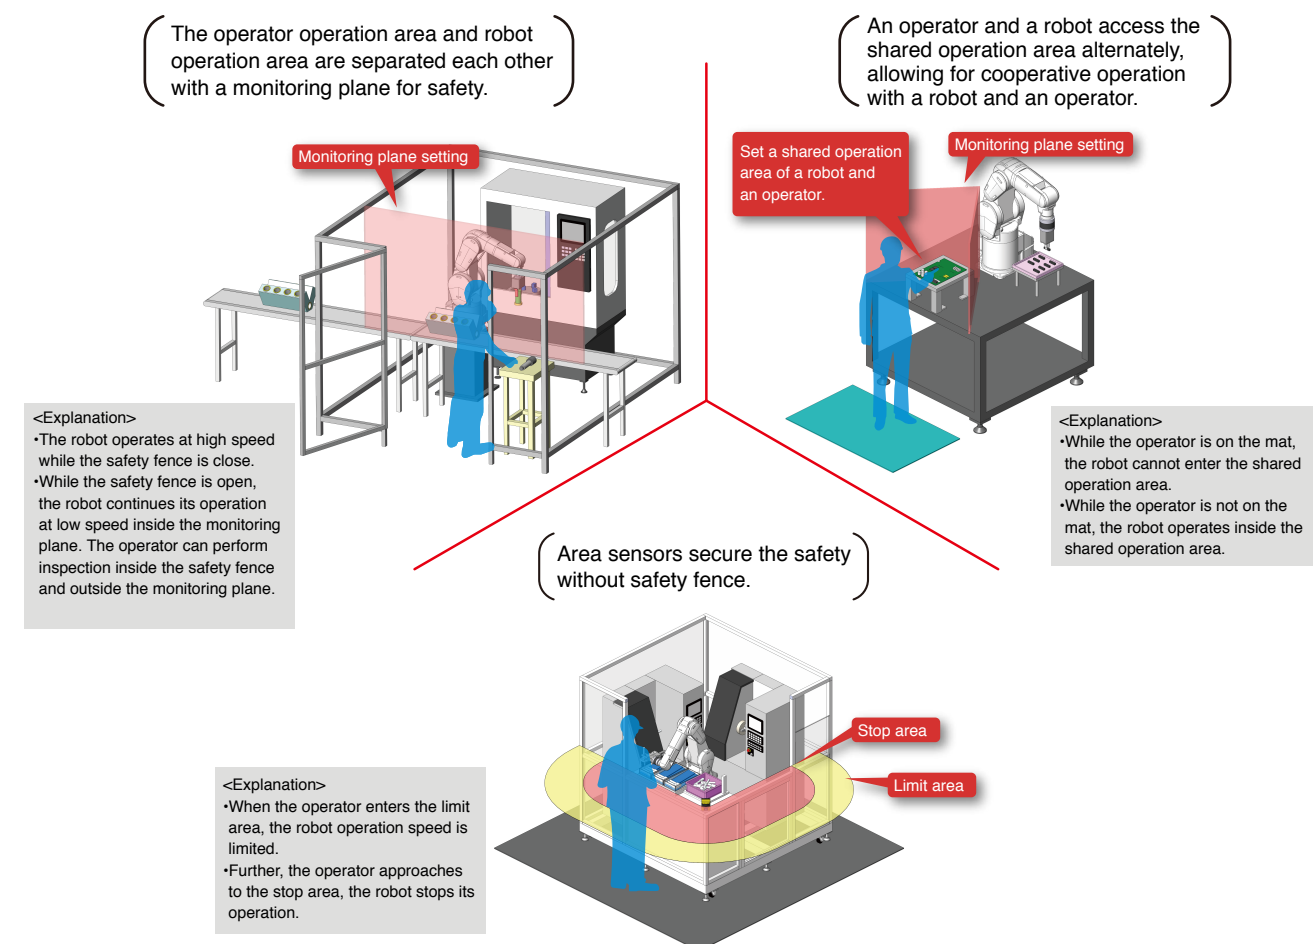 The operator operation area and robot
operation area are separated each other
with a monitoring plane for safety.
Monitoring plane setting
<Explanation>
･The robot operates at high speed
while the safety fence is close.
･While the safety fence is open,
the robot continues its operation
at low speed inside the monitoring
plane. The operator can perform
inspection inside the safety fence
and outside the monitoring plane.
An operator and a robot access the
shared operation area alternately,
allowing for cooperative operation
with a robot and an operator.
Set a shared operation
area of a robot and
an operator.
Monitoring plane setting
<Explanation>
･While the operator is on the mat,
the robot cannot enter the shared
operation area.
･While the operator is not on the
mat, the robot operates inside the
shared operation area.
Area sensors secure the safety
without safety fence.
Stop area
Limit area
<Explanation>
･When the operator enters the limit
area, the robot operation speed is
limited.
･Further, the operator approaches
to the stop area, the robot stops its
operation.